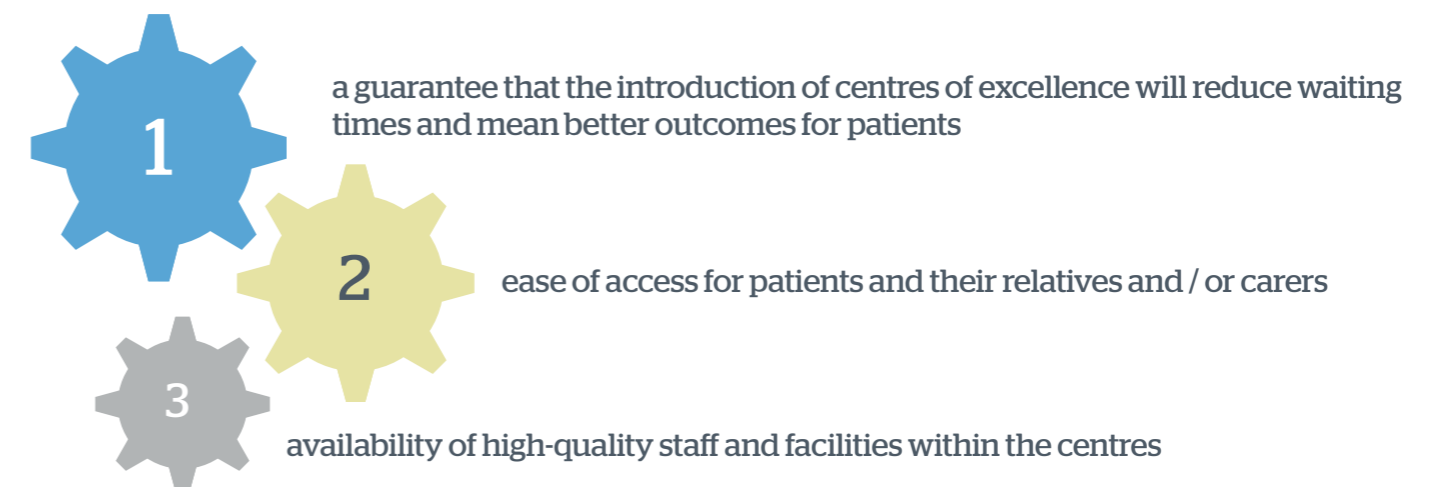 1
a guarantee that the introduction of centres of excellence will reduce waiting
times and mean better outcomes for patients
2
ease of access for patients and their relatives and / or carers
3
availability of high-quality staff and facilities within the centres